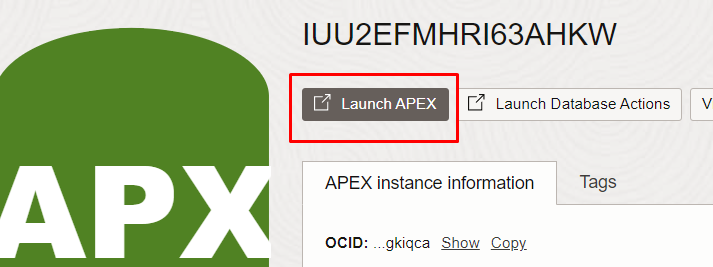 IUU2EFMHRI63AHKW
Launch APEX Launch Database Actions V
APX
APEX instance information Tags
OCID: ...gkiqca Show Copy